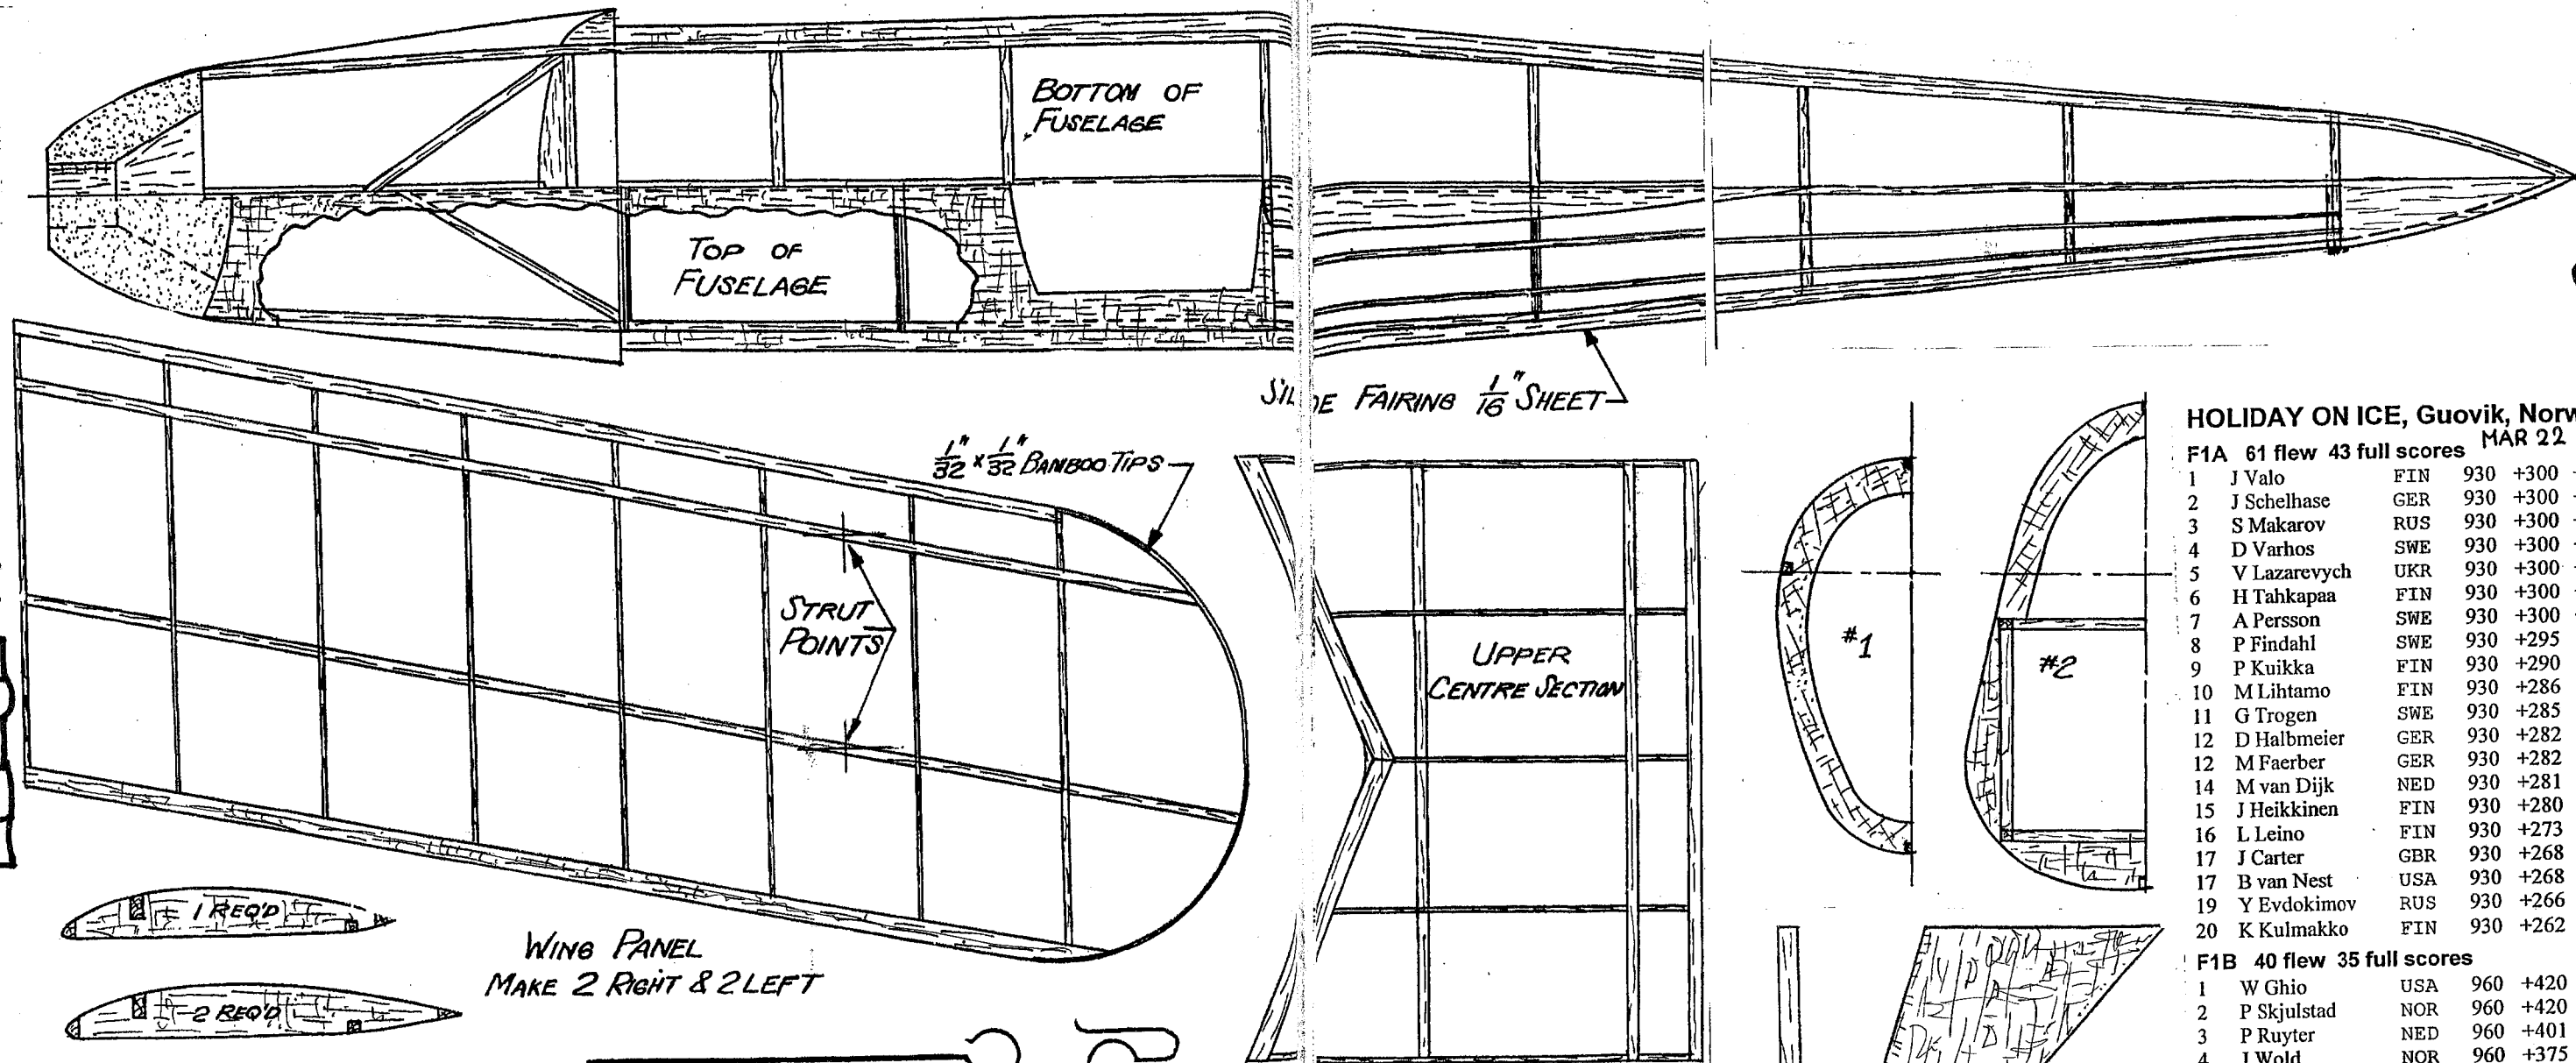 BOTTOM OF
FUSELAGE
TOP OF
FUSELAGE
SIDE FAIRING 1/16" SHEET
1/32" x 1/32" BAMBOO TIPS
STRUT
POINTS
UPPER
CENTRE SECTION
#1
#2
1 REQ'D
2 REQ'D
WING PANEL
MAKE 2 RIGHT & 2 LEFT
HOLIDAY ON ICE, Guovik, Norw
MAR 22
F1A 61 flew 43 full scores
1 J Valo FIN 930 +300
2 J Schelhase GER 930 +300
3 S Makarov RUS 930 +300
4 D Varhos SWE 930 +300
5 V Lazarevych UKR 930 +300
6 H Tahkapaa FIN 930 +300
7 A Persson SWE 930 +300
8 P Findahl SWE 930 +295
9 P Kuikka FIN 930 +290
10 M Lihtamo FIN 930 +286
11 G Trogen SWE 930 +285
12 D Halbmeier GER 930 +282
12 M Faerber GER 930 +282
14 M van Dijk NED 930 +281
15 J Heikkinen FIN 930 +280
16 L Leino FIN 930 +273
17 J Carter GBR 930 +268
17 B van Nest USA 930 +268
19 Y Evdokimov RUS 930 +266
20 K Kulmakko FIN 930 +262
F1B 40 flew 35 full scores
1 W Ghio USA 960 +420
2 P Skjulstad NOR 960 +420
3 P Ruyter NED 960 +401
4 J Wold NOR 960 +375